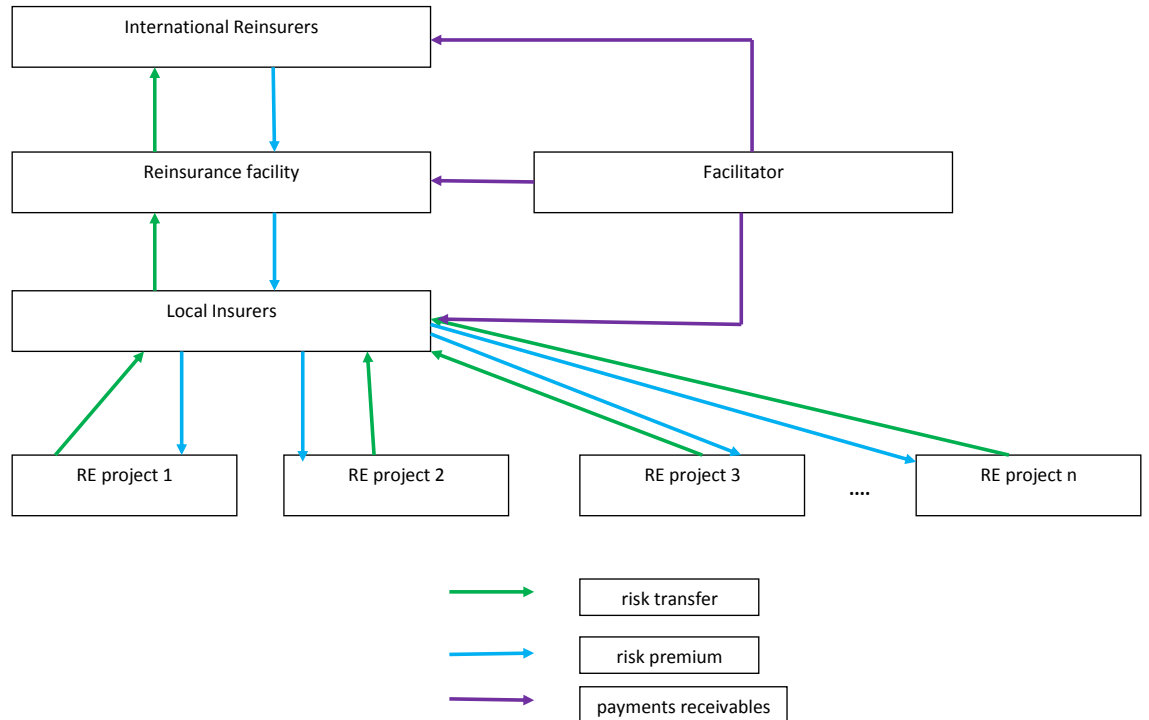 International Reinsurers
Reinsurance facility
Facilitator
Local Insurers
RE project 1
RE project 2
RE project 3
....
RE project n
risk transfer
risk premium
payments receivables